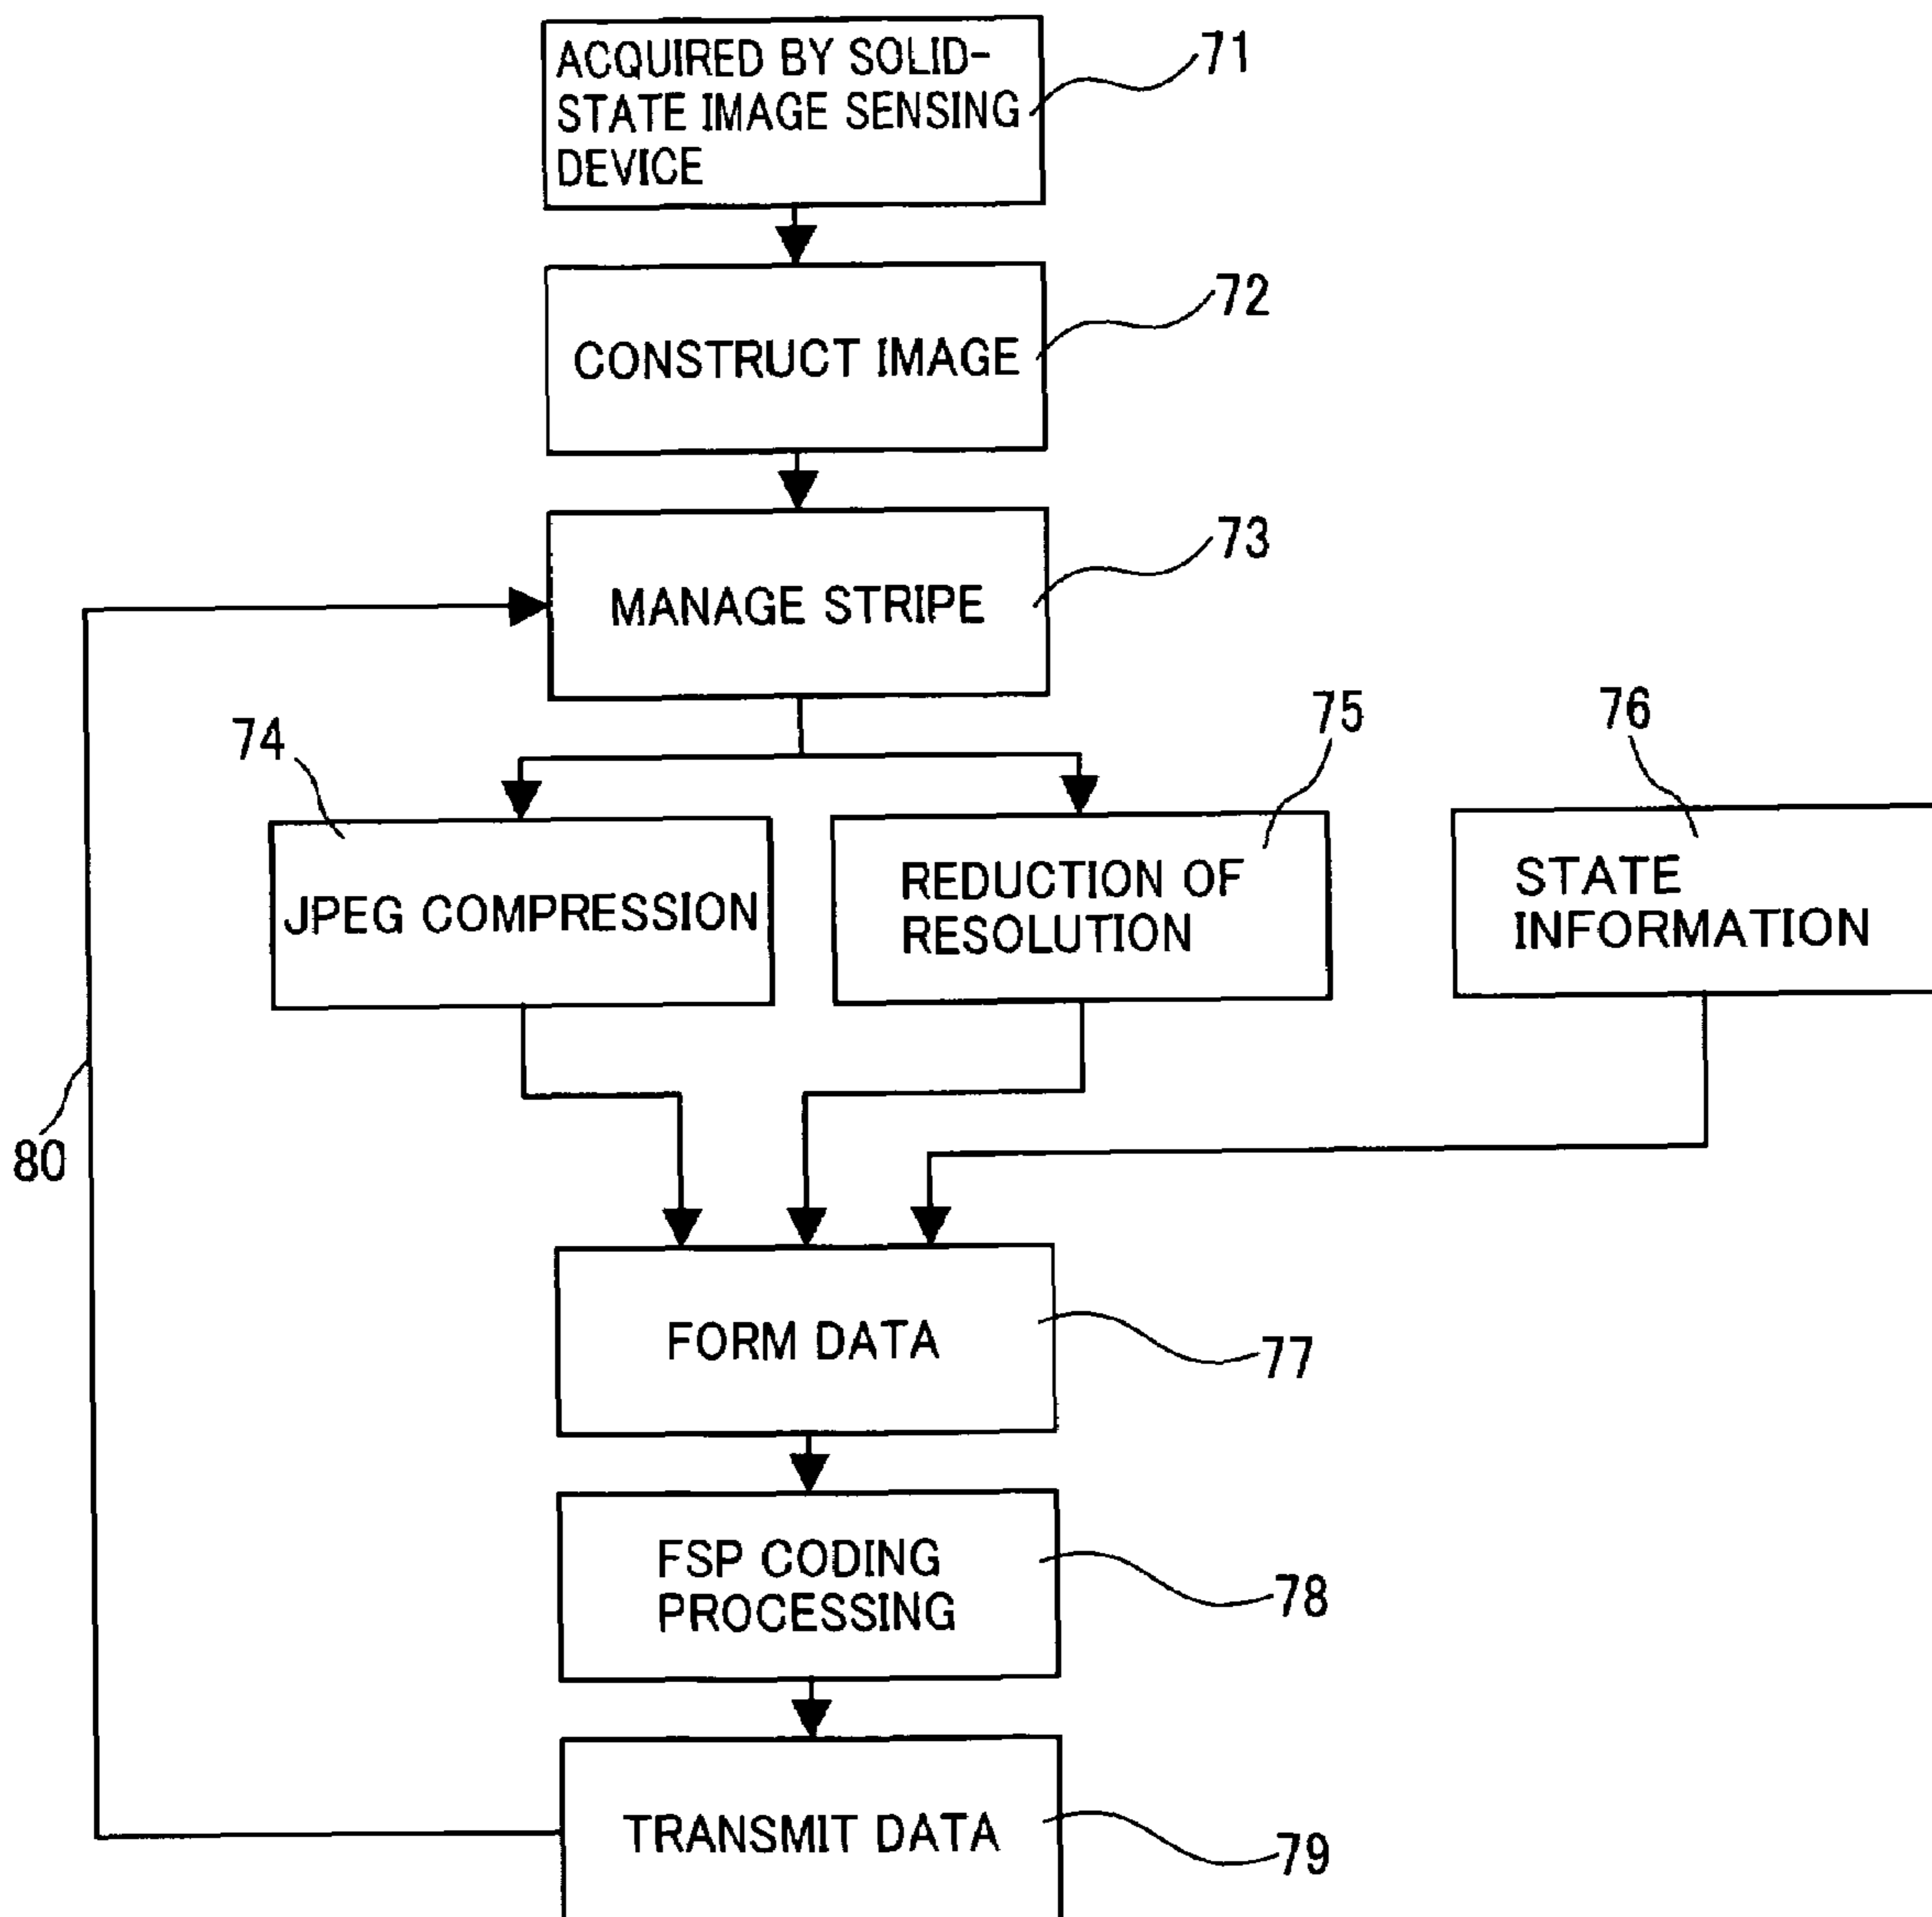 ACQUIRED BY SOLID-
STATE IMAGE SENSING
DEVICE
71
CONSTRUCT IMAGE
72
MANAGE STRIPE
73
74
75
76
JPEG COMPRESSION
REDUCTION OF
RESOLUTION
STATE
INFORMATION
80
FORM DATA
77
FSP CODING
PROCESSING
78
TRANSMIT DATA
79